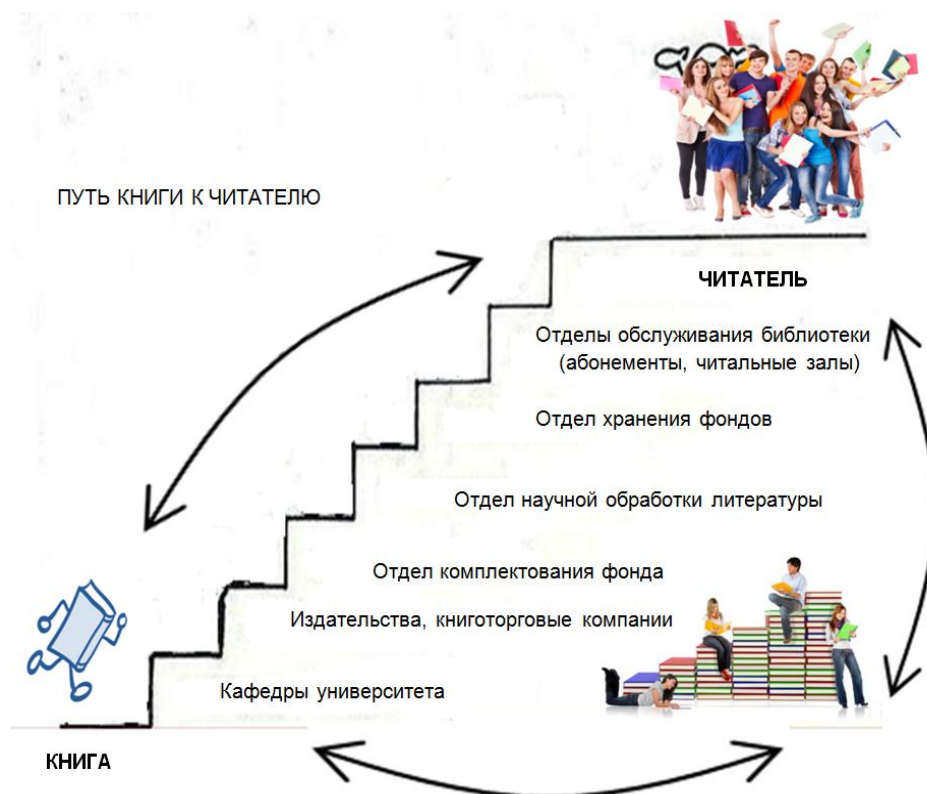 ПУТЬ КНИГИ К ЧИТАТЕЛЮ
ЧИТАТЕЛЬ
Отделы обслуживания библиотеки
(абонементы, читальные залы)
Отдел хранения фондов
Отдел научной обработки литературы
Отдел комплектования фонда
Издательства, книготорговые компании
Кафедры университета
КНИГА